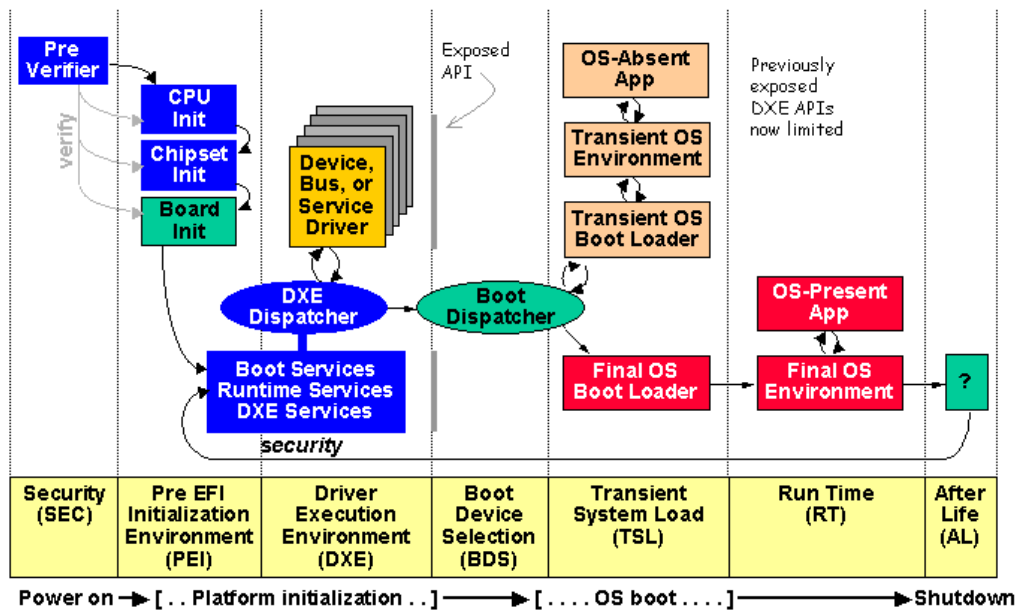 Pre
Verifier
verify
CPU
Init
Chipset
Init
Board
Init
Device,
Bus, or
Service
Driver
Exposed
API
OS-Absent
App
Transient OS
Environment
Transient OS
Boot Loader
Previously
exposed
DXE APIs
now limited
DXE
Dispatcher
Boot
Dispatcher
OS-Present
App
Boot Services
Runtime Services
DXE Services
Final OS
Boot Loader
Final OS
Environment
?
security
Security
(SEC)
Pre EFI
Initialization
Environment
(PEI)
Driver
Execution
Environment
(DXE)
Boot
Device
Selection
(BDS)
Transient
System Load
(TSL)
Run Time
(RT)
After
Life
(AL)
Power on [ . . Platform initialization . . ] [ . . . . OS boot . . . . ] Shutdown